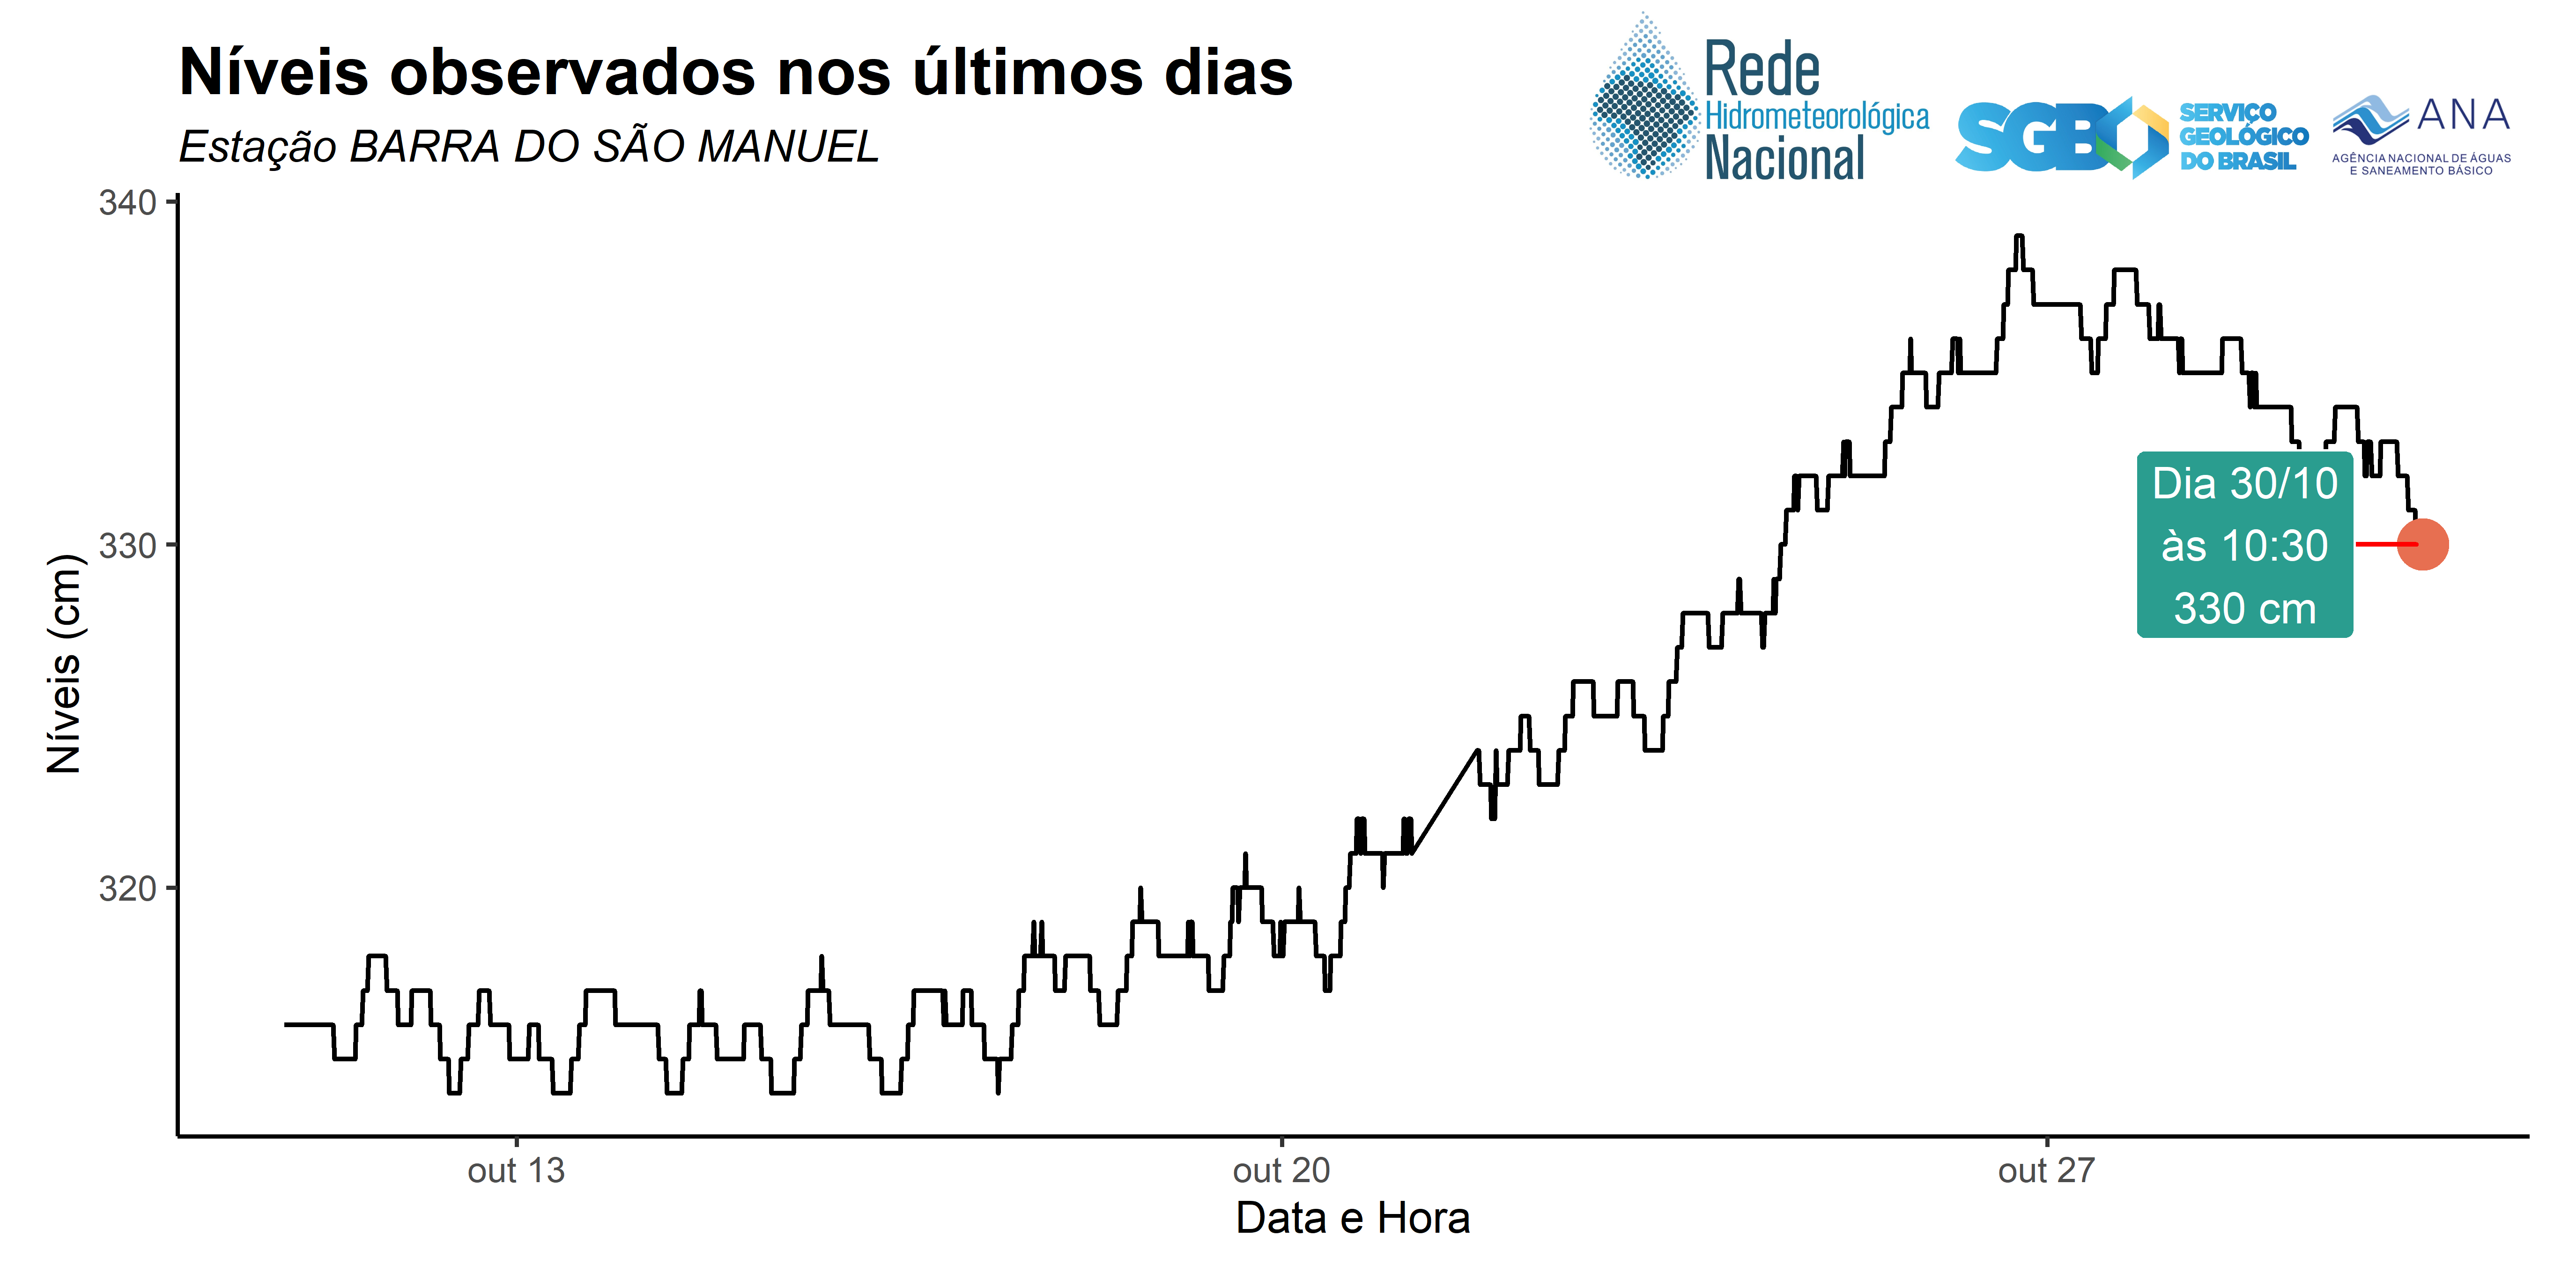 Níveis observados nos últimos dias
Estação BARRA DO SÃO MANUEL
Rede
Hidrometeorológica
Nacional
SGB
SERVIÇO
GEOLÓGICO
DO BRASIL
ANA
AGÊNCIA NACIONAL DE ÁGUAS
E SANEAMENTO BÁSICO
Níveis (cm)
340
330
320
Dia 30/10
às 10:30
330 cm
out 13
out 20
out 27
Data e Hora